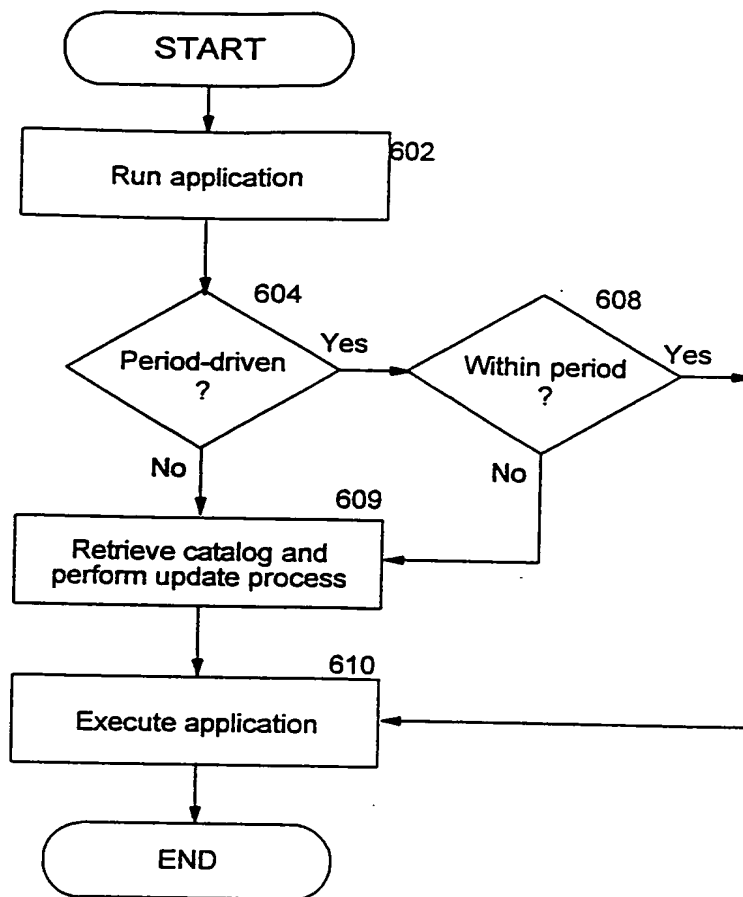 START
602
Run application
604
Period-driven
?
Yes
608
Within period
?
Yes
No
No
609
Retrieve catalog and
perform update process
610
Execute application
END